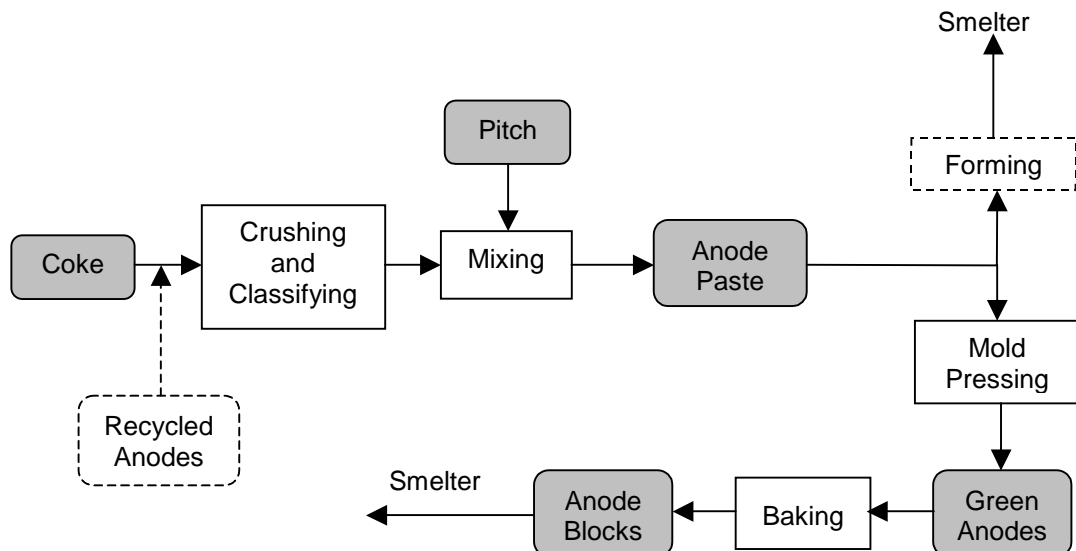 Smelter
Pitch
Forming
Coke
Crushing
and
Classifying
Mixing
Anode
Paste
Mold
Pressing
Recycled
Anodes
Smelter
Anode
Blocks
Baking
Green
Anodes